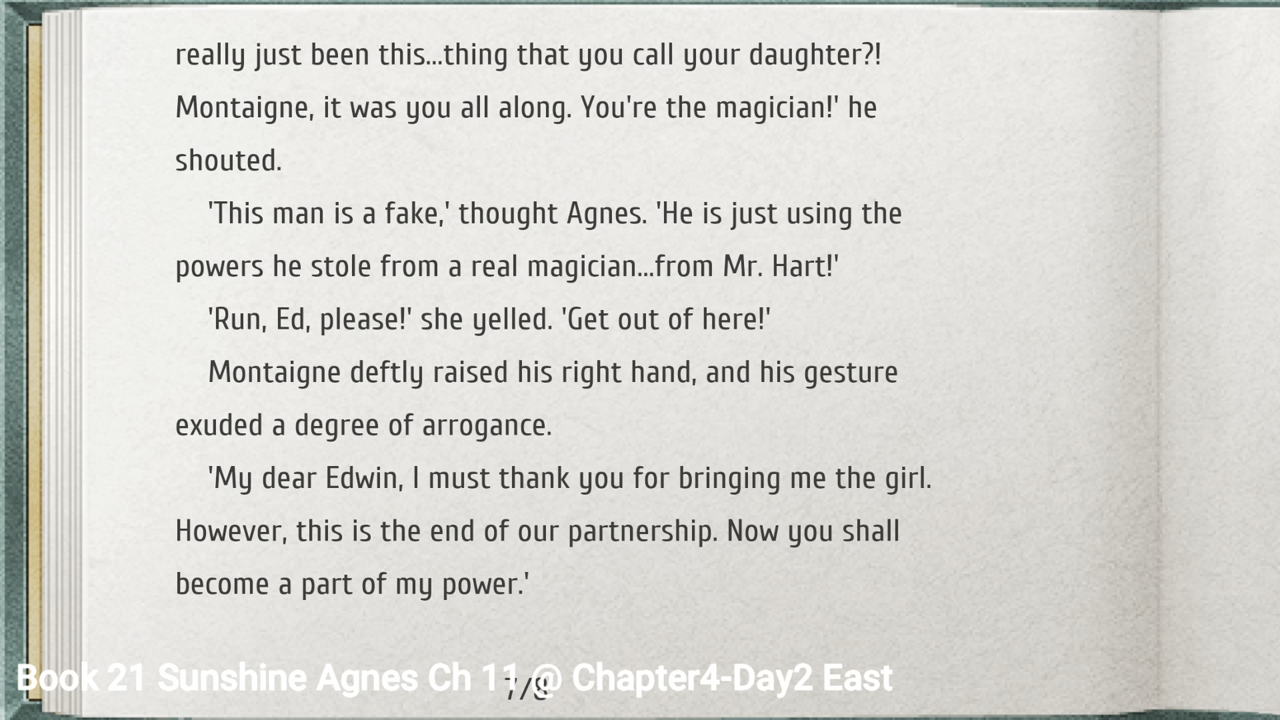 really just been this...thing that you call your daughter?!
Montaigne, it was you all along. You're the magician!' he
shouted.
'This man is a fake,' thought Agnes. 'He is just using the
powers he stole from a real magician...from Mr. Hart!'
'Run, Ed, please!' she yelled. 'Get out of here!'
Montaigne deftly raised his right hand, and his gesture
exuded a degree of arrogance.
'My dear Edwin, I must thank you for bringing me the girl.
However, this is the end of our partnership. Now you shall
become a part of my power.'
Book 21 Sunshine Agnes Ch 11 @ Chapter4-Day2 East
7/8